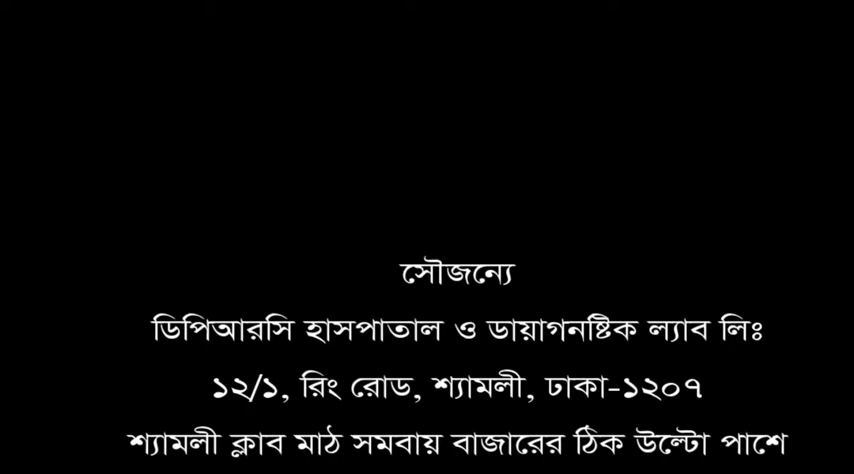 সৌজন্যে
ডিপিআরসি হাসপাতাল ও ডায়াগনষ্টিক ল্যাব লিঃ
১২/১, রিং রোড, শ্যামলী, ঢাকা-১২০৭
শ্যামলী ক্লাব মাঠ সমবায় বাজারের ঠিক উল্টো পাশে